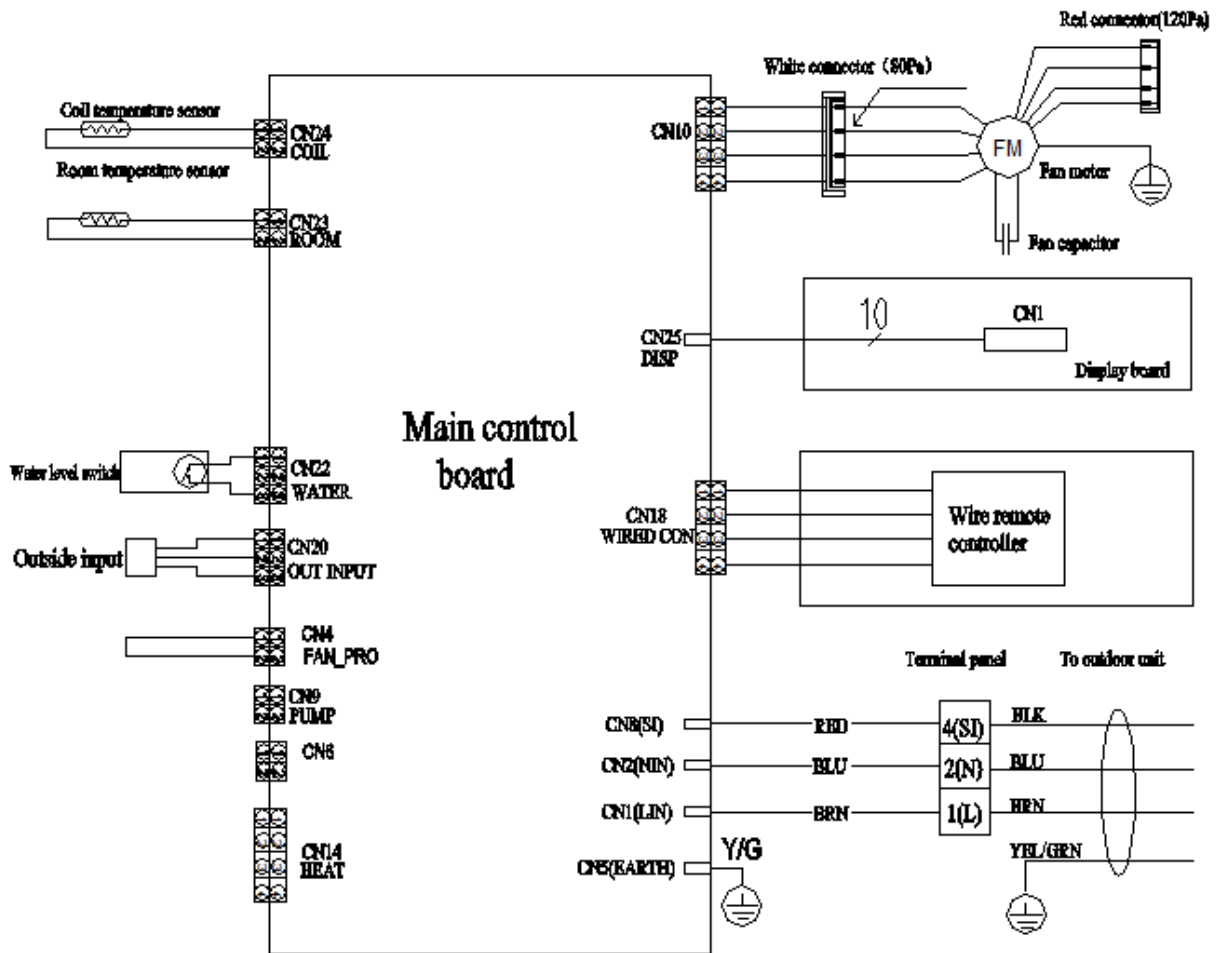 Red connector(120Pa)
White connector (80Pa)
Coil temperature sensor
CN24
COIL
CN10
FM
Fan motor
Room temperature sensor
CN23
ROOM
Fan capacitor
10
CN1
CN25
DISP
Display board
Main control
board
Water level switch
CN22
WATER
CN18
WIRED CON
Wire remote
controller
Outside input
CN20
OUT INPUT
CN4
FAN_PRO
Terminal panel
To outdoor unit
CN9
PUMP
CN8(SI)
RED
4(SI)
BLK
CN6
CN2(NIN)
BLU
2(N)
BLU
CN1(LIN)
BRN
1(L)
BRN
CN14
HEAT
CN5(EARTH)
Y/G
YEL/GRN